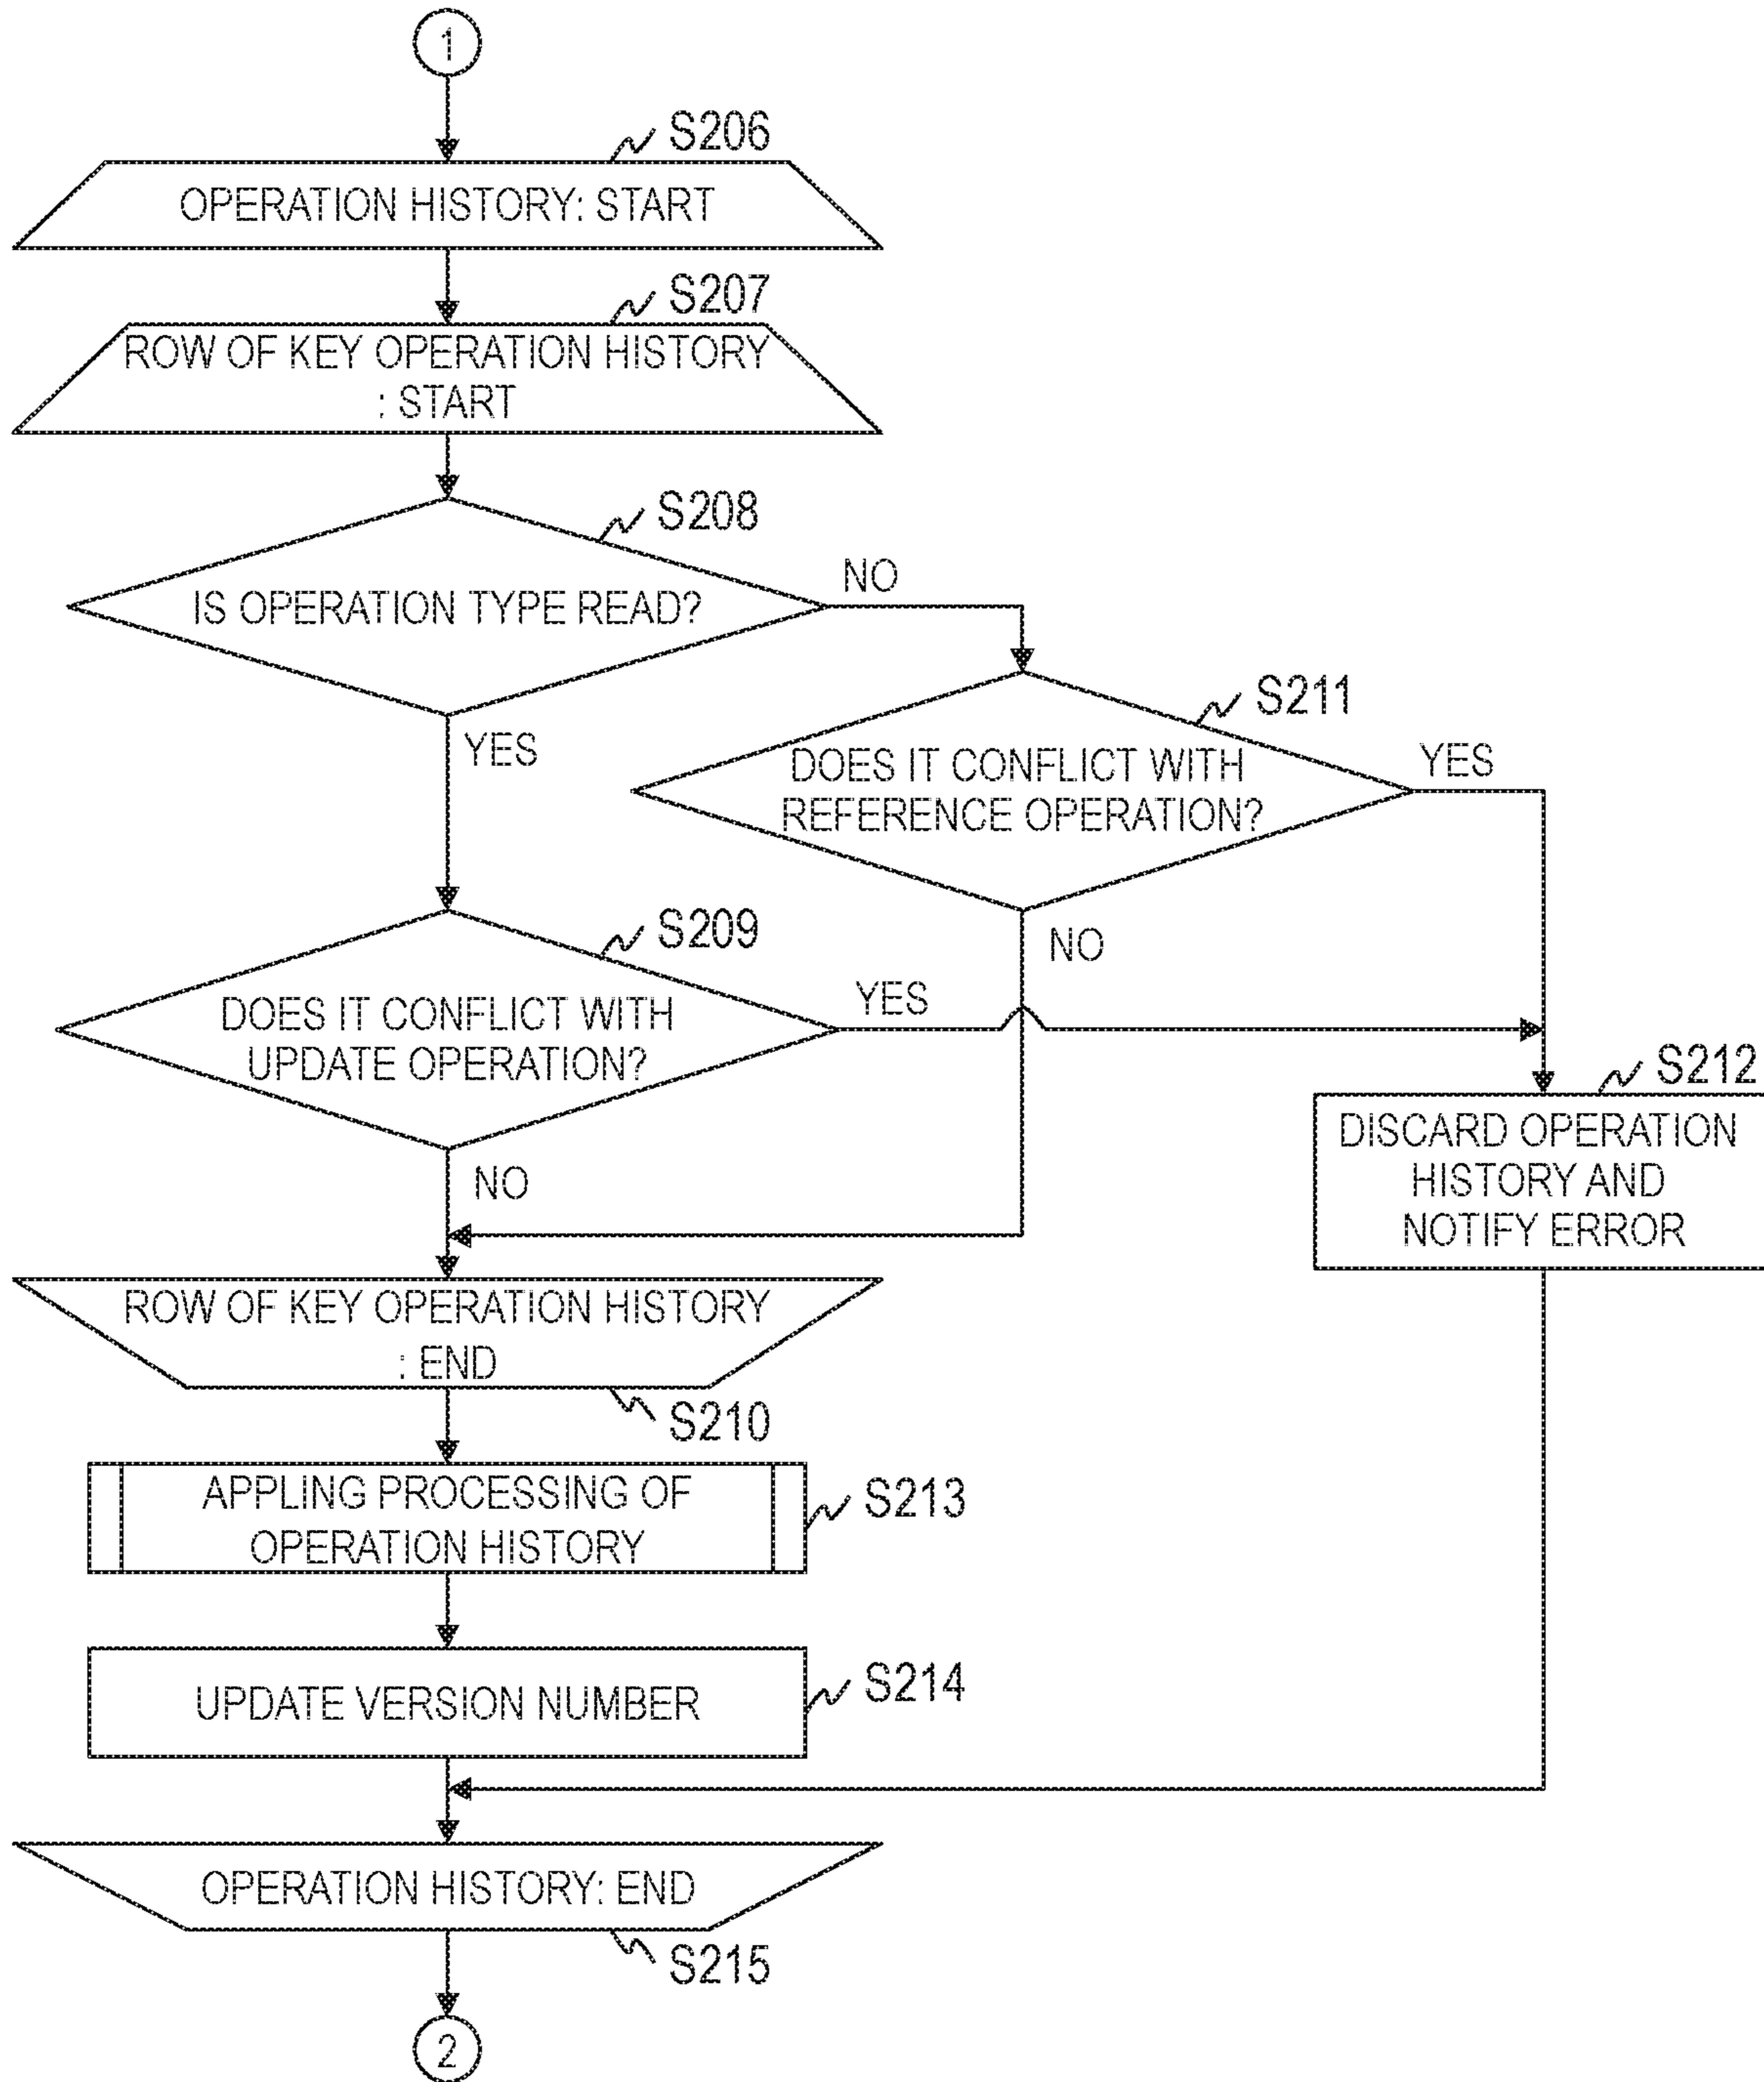 1
S206
OPERATION HISTORY: START
S207
ROW OF KEY OPERATION HISTORY
: START
S208
IS OPERATION TYPE READ?
NO
YES
S211
DOES IT CONFLICT WITH
REFERENCE OPERATION?
YES
NO
S209
DOES IT CONFLICT WITH
UPDATE OPERATION?
YES
NO
S212
DISCARD OPERATION
HISTORY AND
NOTIFY ERROR
ROW OF KEY OPERATION HISTORY
: END
S210
APPLING PROCESSING OF
OPERATION HISTORY
S213
UPDATE VERSION NUMBER
S214
OPERATION HISTORY: END
S215
2